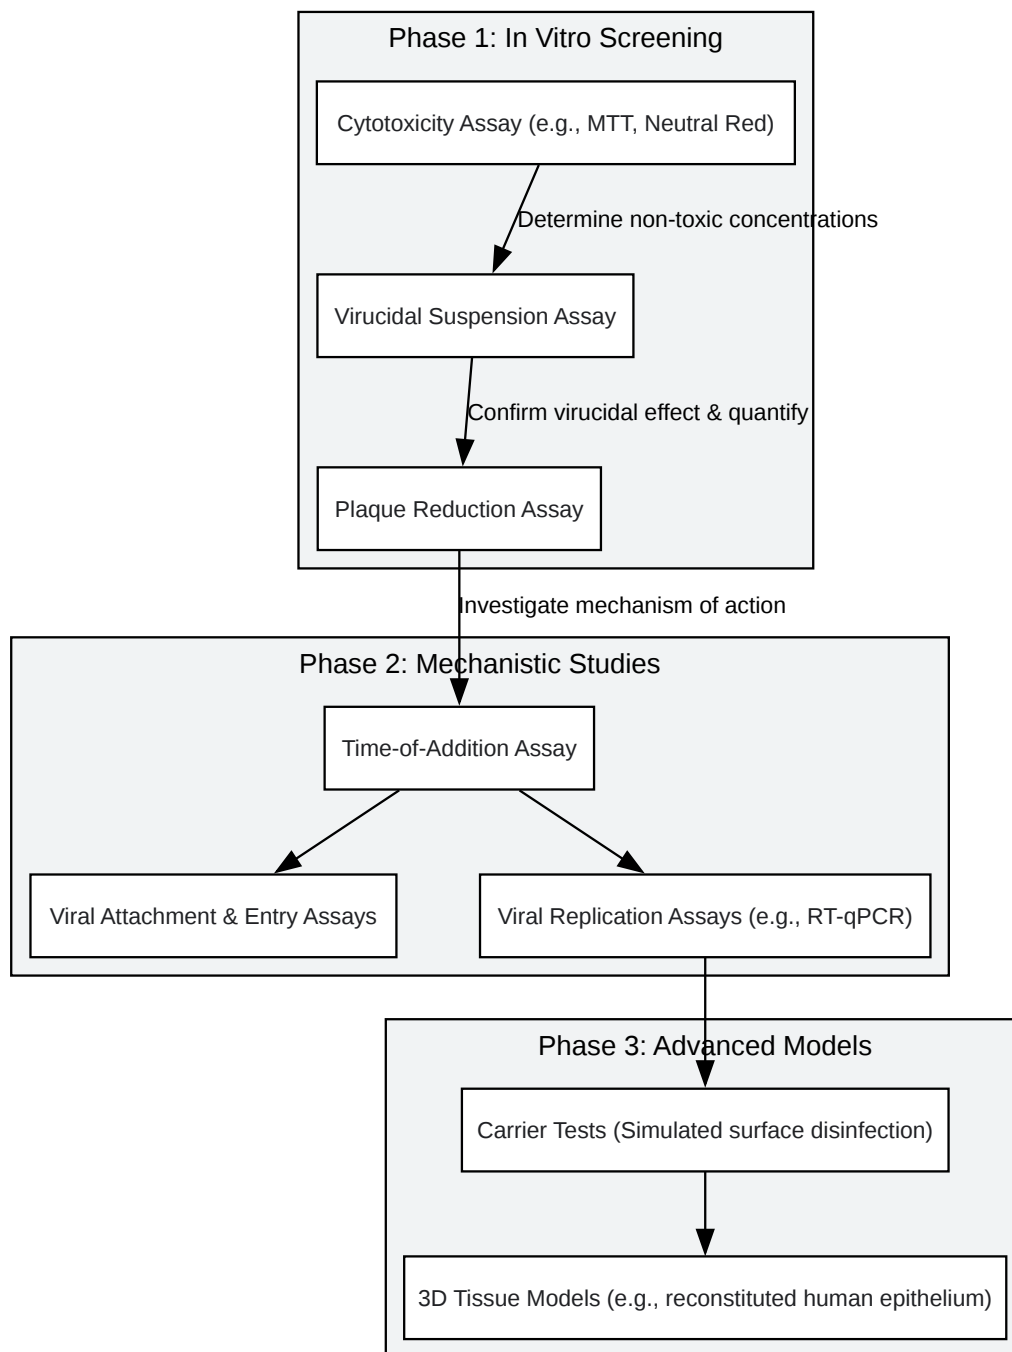 Phase 1: In Vitro Screening
Cytotoxicity Assay (e.g., MTT, Neutral Red)
Determine non-toxic concentrations
Virucidal Suspension Assay
Confirm virucidal effect & quantify
Plaque Reduction Assay
Investigate mechanism of action
Phase 2: Mechanistic Studies
Time-of-Addition Assay
Viral Attachment & Entry Assays
Viral Replication Assays (e.g., RT-qPCR)
Phase 3: Advanced Models
Carrier Tests (Simulated surface disinfection)
3D Tissue Models (e.g., reconstituted human epithelium)